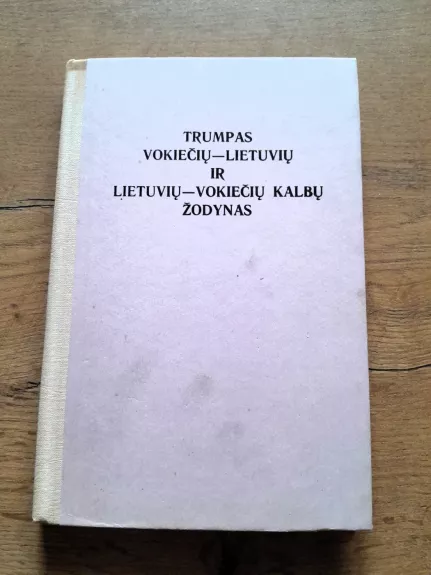 TRUMPAS
VOKIEČIŲ—LIETUVIŲ
IR
LIETUVIŲ—VOKIEČIŲ KALBŲ
ŽODYNAS